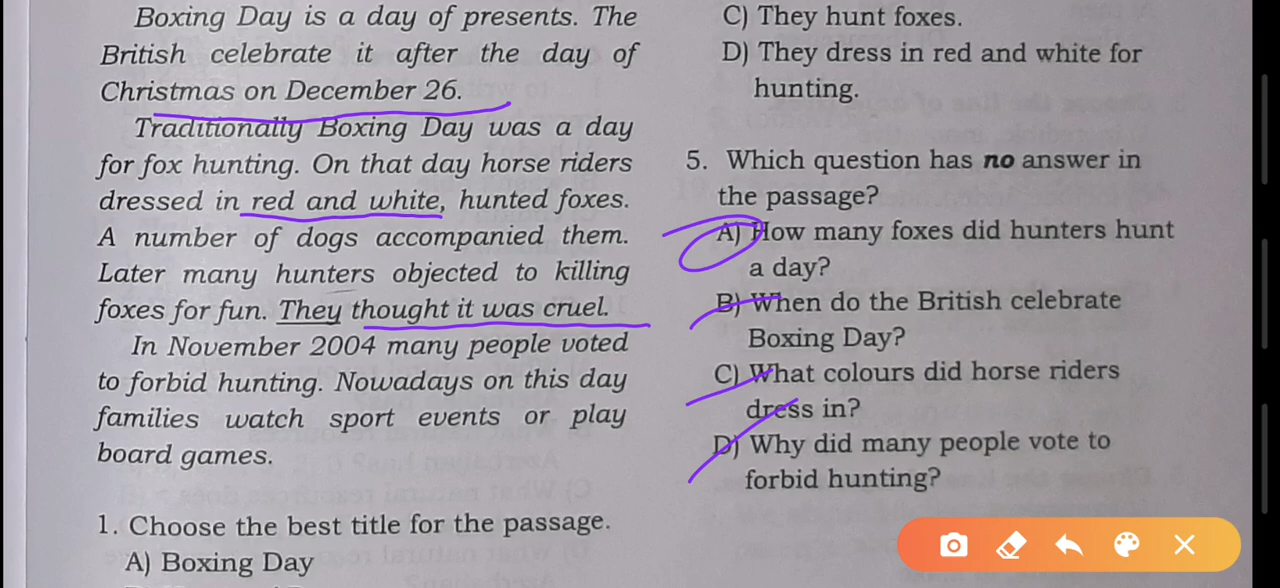 Boxing Day is a day of presents. The
British celebrate it after the day of
Christmas on December 26.
Traditionally Boxing Day was a day
for fox hunting. On that day horse riders
dressed in red and white, hunted foxes.
A number of dogs accompanied them.
Later many hunters objected to killing
foxes for fun. They thought it was cruel.
In November 2004 many people voted
to forbid hunting. Nowadays on this day
families watch sport events or play
board games.
1. Choose the best title for the passage.
A) Boxing Day
C) They hunt foxes.
D) They dress in red and white for
hunting.
5. Which question has no answer in
the passage?
A) How many foxes did hunters hunt
a day?
B) When do the British celebrate
Boxing Day?
C) What colours did horse riders
dress in?
D) Why did many people vote to
forbid hunting?